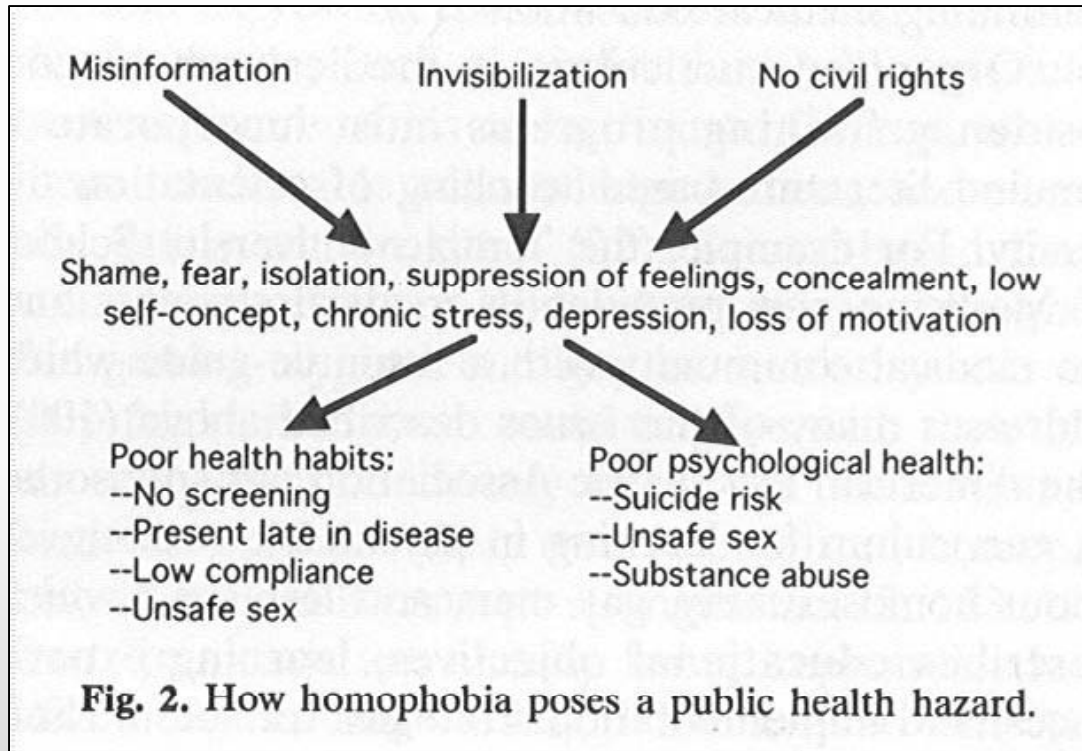 Misinformation Invisibilization No civil rights
Shame, fear, isolation, suppression of feelings, concealment, low
self-concept, chronic stress, depression, loss of motivation
Poor health habits:
--No screening
--Present late in disease
--Low compliance
--Unsafe sex
Poor psychological health:
--Suicide risk
--Unsafe sex
--Substance abuse
Fig. 2. How homophobia poses a public health hazard.